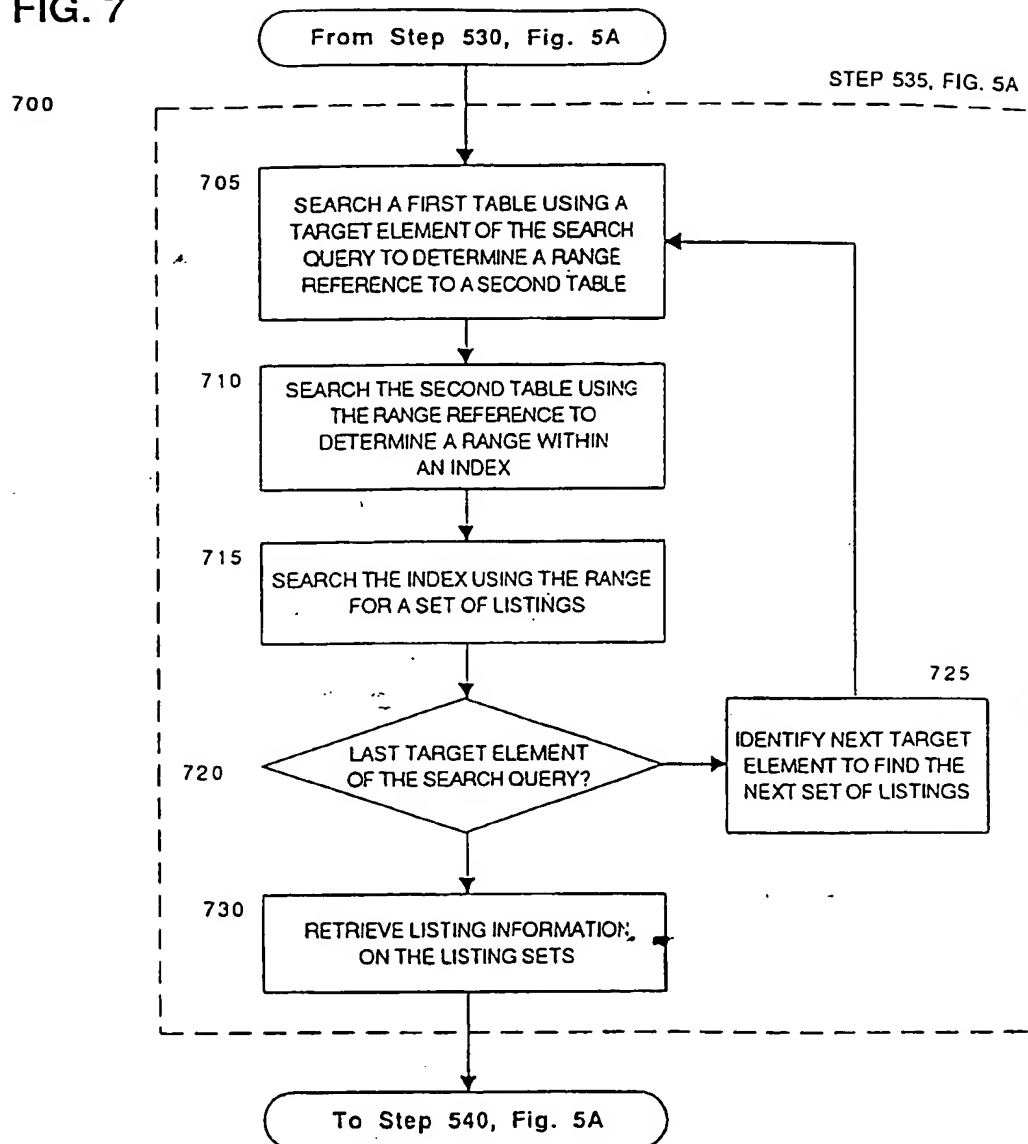 FIG. 7
From Step 530, Fig. 5A
STEP 535, FIG. 5A
700
705
SEARCH A FIRST TABLE USING A
TARGET ELEMENT OF THE SEARCH
QUERY TO DETERMINE A RANGE
REFERENCE TO A SECOND TABLE
710
SEARCH THE SECOND TABLE USING
THE RANGE REFERENCE TO
DETERMINE A RANGE WITHIN
AN INDEX
715
SEARCH THE INDEX USING THE RANGE
FOR A SET OF LISTINGS
720
LAST TARGET ELEMENT
OF THE SEARCH QUERY?
725
IDENTIFY NEXT TARGET
ELEMENT TO FIND THE
NEXT SET OF LISTINGS
730
RETRIEVE LISTING INFORMATION
ON THE LISTING SETS
To Step 540, Fig. 5A